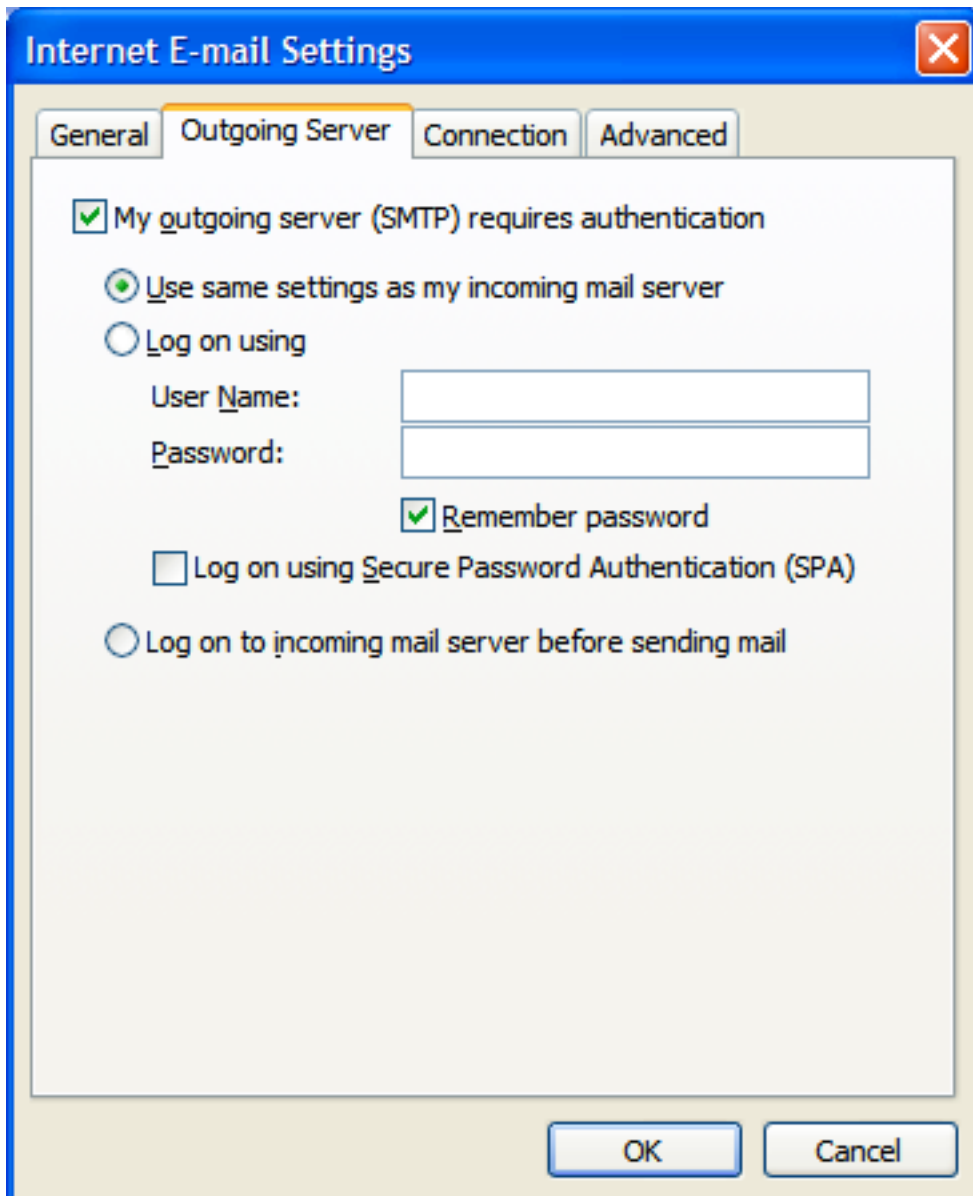 Internet E-mail Settings
General Outgoing Server Connection Advanced
My outgoing server (SMTP) requires authentication
Use same settings as my incoming mail server
Log on using
User Name:
Password:
Remember password
Log on using Secure Password Authentication (SPA)
Log on to incoming mail server before sending mail
OK Cancel